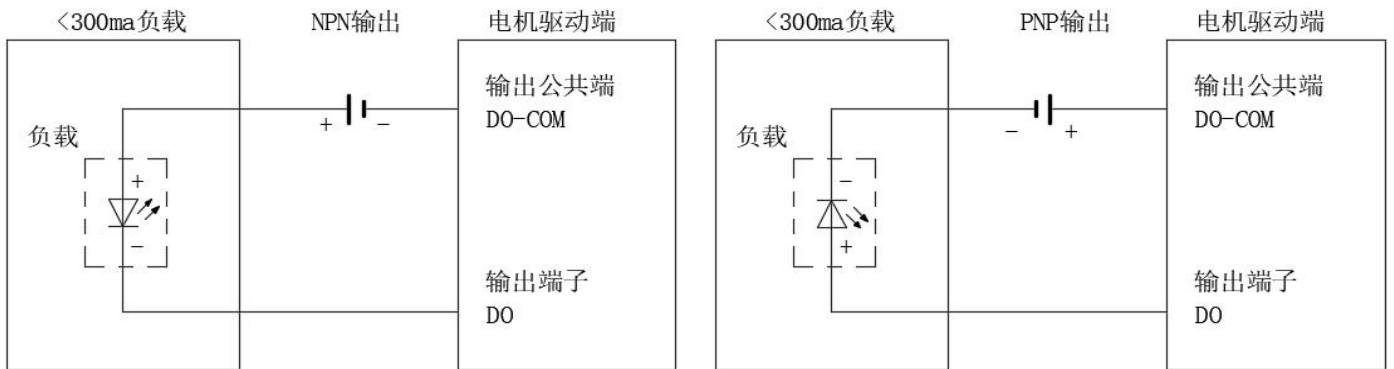 <300ma负载 NPN输出 电机驱动端
输出公共端
DO-COM
+ -
负载
+
-
输出端子
DO
<300ma负载 PNP输出 电机驱动端
输出公共端
DO-COM
- +
负载
-
+
输出端子
DO